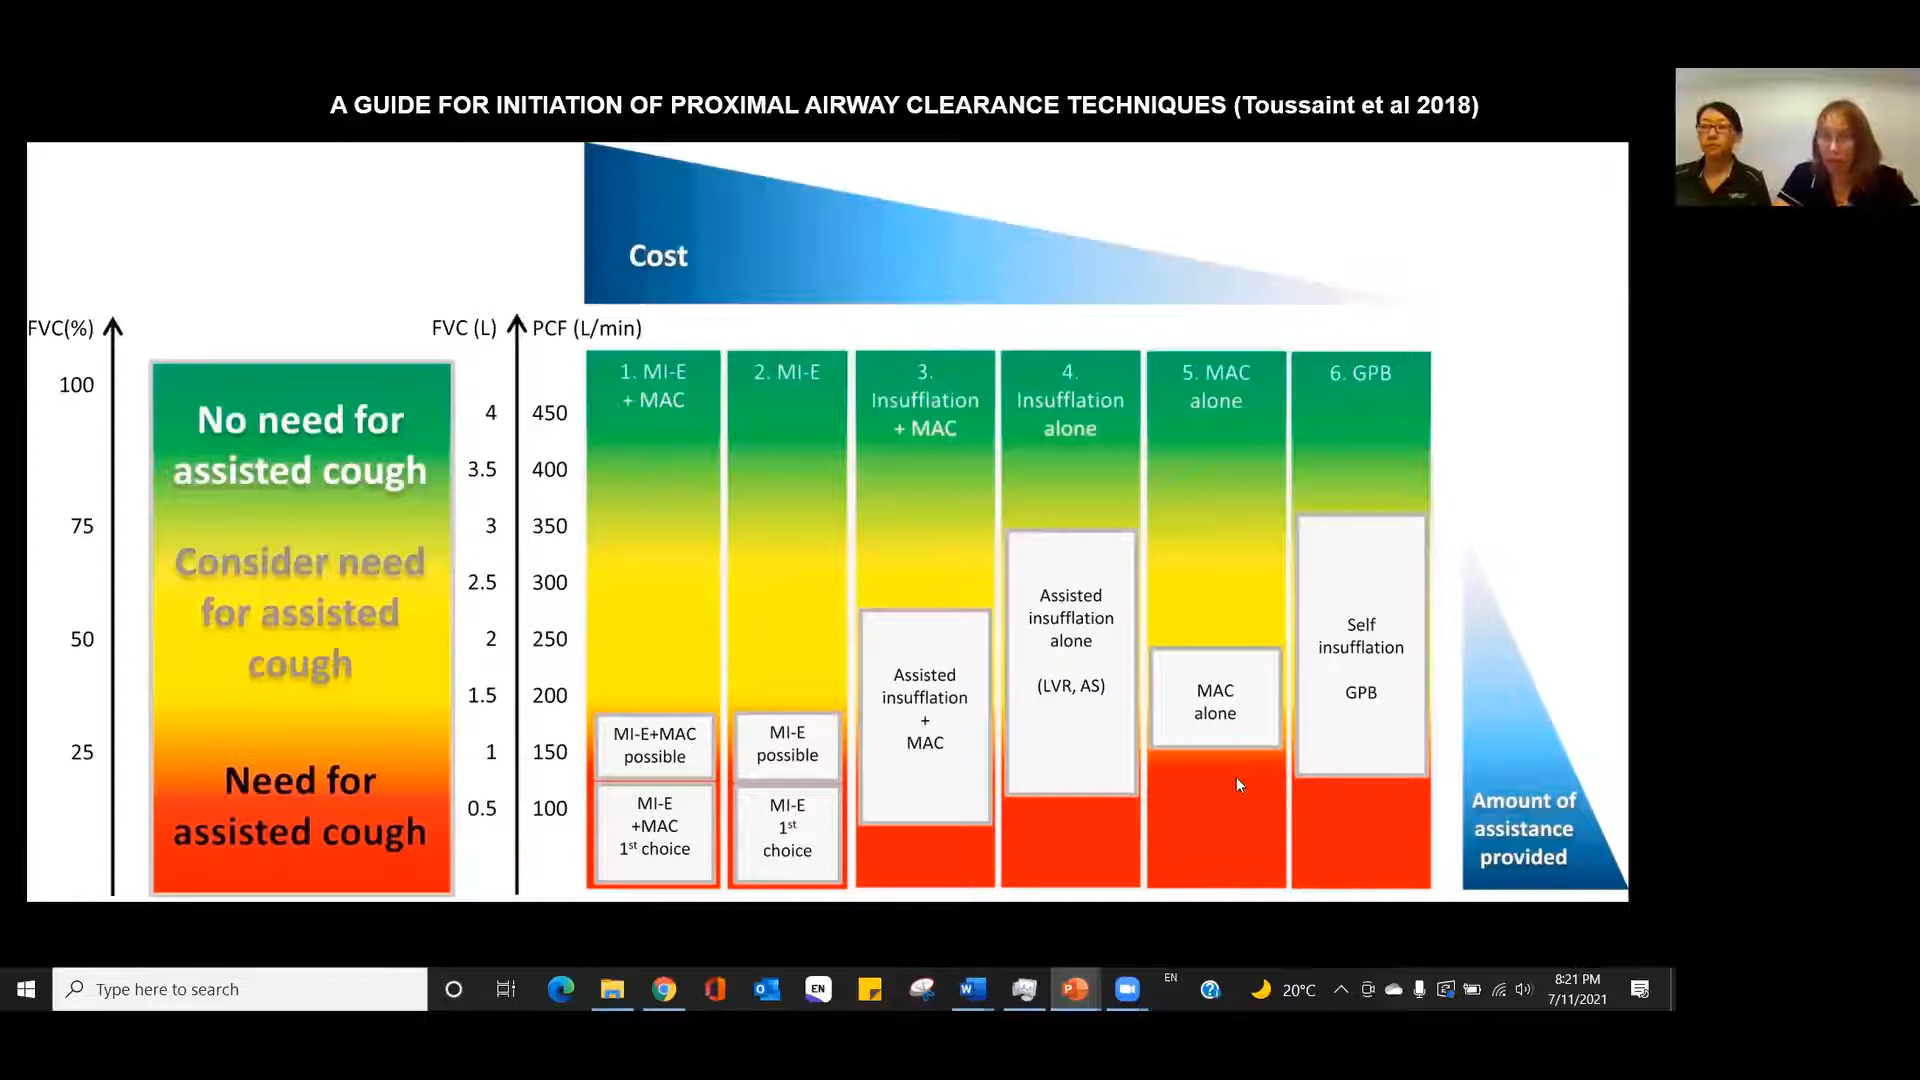 A GUIDE FOR INITIATION OF PROXIMAL AIRWAY CLEARANCE TECHNIQUES (Toussaint et al 2018)
Cost
FVC(%)
100
75
50
25
No need for
assisted cough
Consider need
for assisted
cough
Need for
assisted cough
FVC (L)
4
3.5
3
2.5
2
1.5
1
0.5
PCF (L/min)
450
400
350
300
250
200
150
100
1. MI-E
+ MAC
MI-E+MAC
possible
MI-E
+MAC
1st choice
2. MI-E
MI-E
possible
MI-E
1st
choice
3.
Insufflation
+ MAC
Assisted
insufflation
+
MAC
4.
Insufflation
alone
Assisted
insufflation
alone
(LVR, AS)
5. MAC
alone
MAC
alone
6. GPB
Self
insufflation
GPB
Amount of
assistance
provided
Type here to search
EN
EN
20°C
8:21 PM
7/11/2021